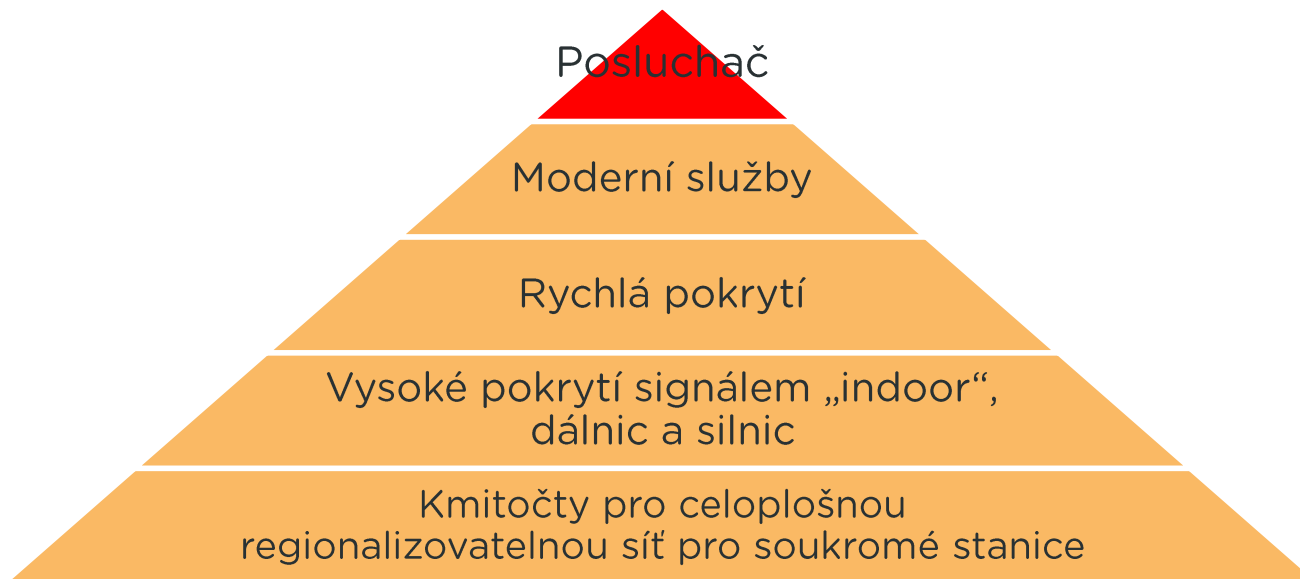 Posluchač
Moderní služby
Rychlá pokrytí
Vysoké pokrytí signálem „indoor“,
dálnic a silnic
Kmitočty pro celoplošnou
regionalizovatelnou síť pro soukromé stanice